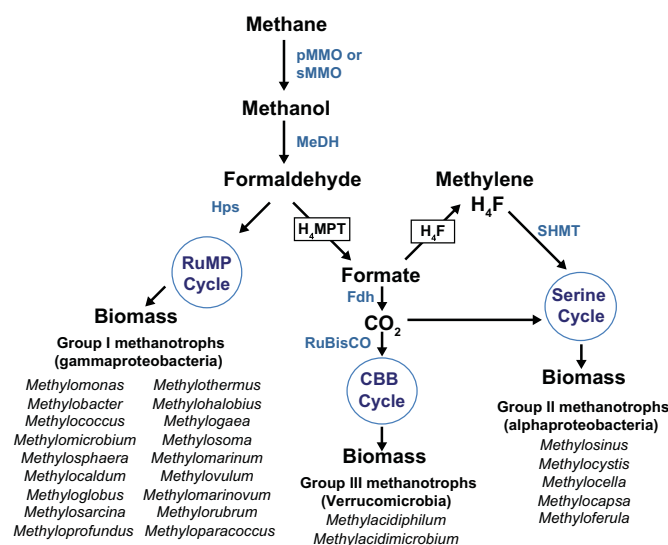 Methane
pMMO or
sMMO
Methanol
MeDH
Formaldehyde
Methylene
H₄F
Hps
H₄MPT
H₄F
SHMT
RuMP
Cycle
Formate
Fdh
Serine
Cycle
Biomass
CO₂
Group I methanotrophs
(gammaproteobacteria)
RuBisCO
CBB
Cycle
Biomass
Methylomonas Methylothermus
Methylobacter Methylohalobius
Methylococcus Methylogaea
Methylomicrobium Methylosoma
Methylosphaera Methylomarinum
Methylocaldum Methylovulum
Methyloglobus Methylomarinovum
Methylosarcina Methylorubrum
Methyloprofundus Methyloparacoccus
Biomass
Group III methanotrophs
(Verrucomicrobia)
Methylacidiphilum
Methylacidimicrobium
Group II methanotrophs
(alphaproteobacteria)
Methylosinus
Methylocystis
Methylocella
Methylocapsa
Methyloferula